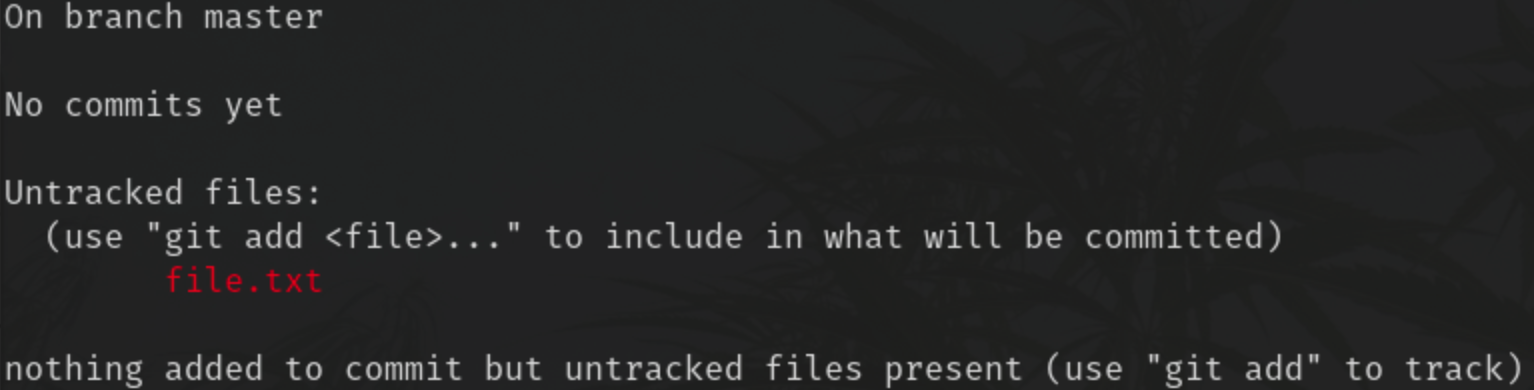 On branch master
No commits yet
Untracked files:
(use "git add <file>..." to include in what will be committed)
file.txt
nothing added to commit but untracked files present (use "git add" to track)